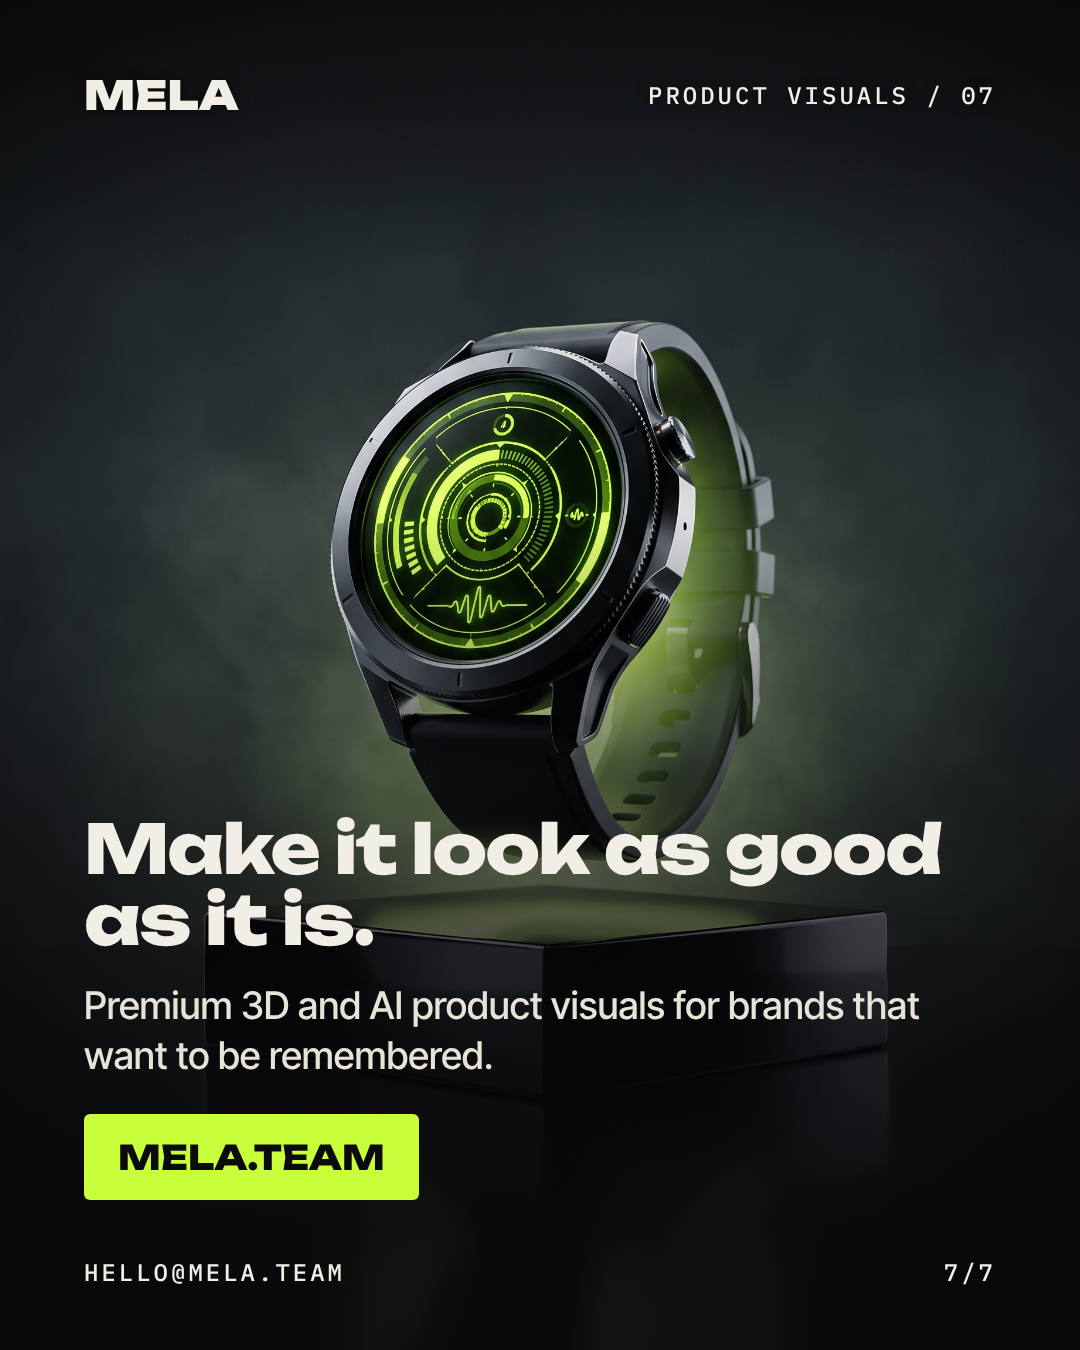 MELA
PRODUCT VISUALS / 07
Make it look as good
as it is.
Premium 3D and AI product visuals for brands that
want to be remembered.
MELA.TEAM
HELLO@MELA.TEAM
7/7